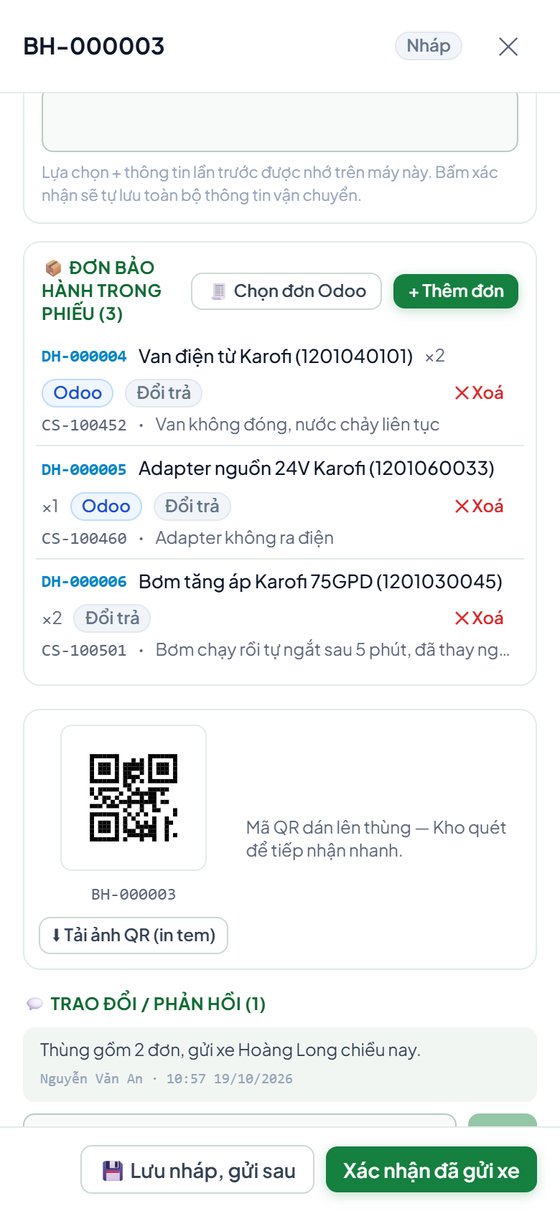 BH-000003
Nháp
Lựa chọn + thông tin lần trước được nhớ trên máy này. Bấm xác
nhận sẽ tự lưu toàn bộ thông tin vận chuyển.
📦 ĐƠN BẢO
HÀNH TRONG
PHIẾU (3)
🧾 Chọn đơn Odoo
+ Thêm đơn
DH-000004 Van điện từ Karofi (1201040101) ×2
Odoo Đổi trả ✕ Xoá
CS-100452 · Van không đóng, nước chảy liên tục
DH-000005 Adapter nguồn 24V Karofi (1201060033)
×1 Odoo Đổi trả ✕ Xoá
CS-100460 · Adapter không ra điện
DH-000006 Bơm tăng áp Karofi 75GPD (1201030045)
×2 Đổi trả ✕ Xoá
CS-100501 · Bơm chạy rồi tự ngắt sau 5 phút, đã thay ng...
Mã QR dán lên thùng — Kho quét
để tiếp nhận nhanh.
BH-000003
⬇ Tải ảnh QR (in tem)
💬 TRAO ĐỔI / PHẢN HỒI (1)
Thùng gồm 2 đơn, gửi xe Hoàng Long chiều nay.
Nguyễn Văn An · 10:57 19/10/2026
💾 Lưu nháp, gửi sau
Xác nhận đã gửi xe